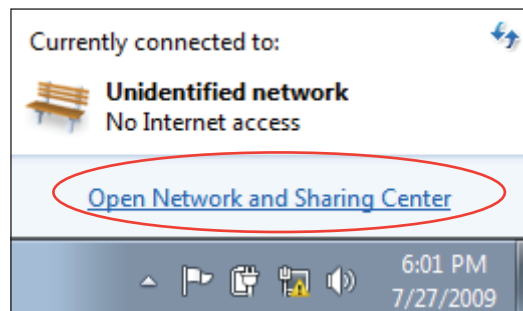 Currently connected to:
Unidentified network
No Internet access
Open Network and Sharing Center
6:01 PM
7/27/2009